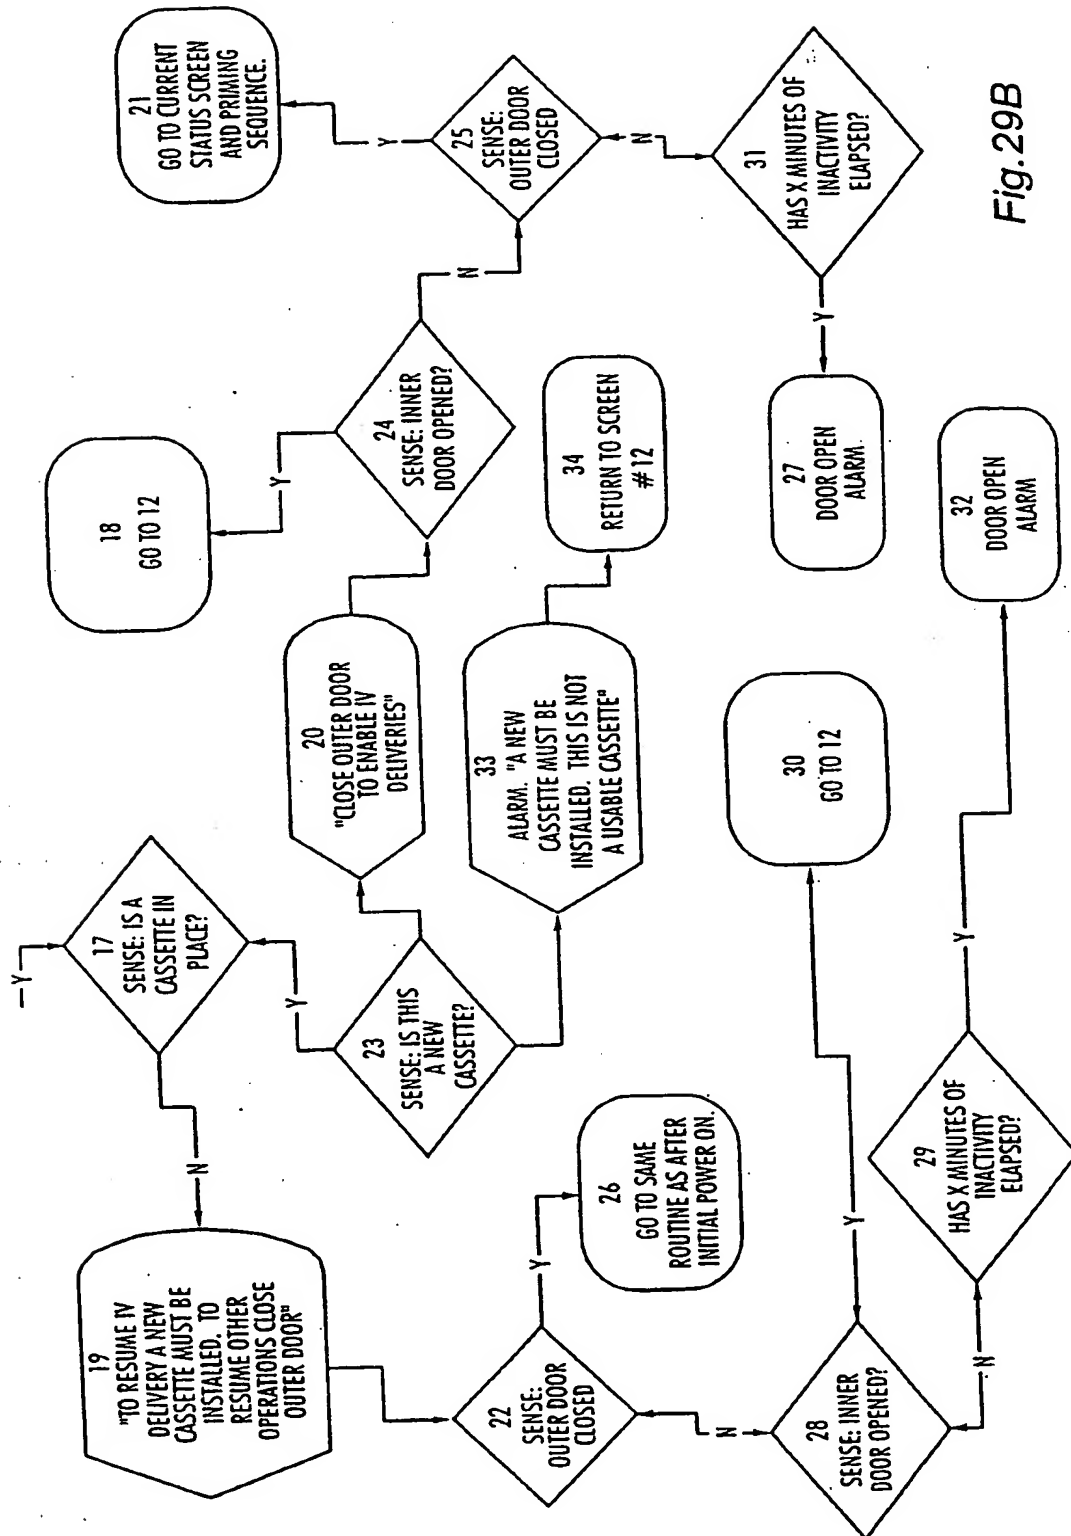 — Y —
17
SENSE: IS A
CASSETTE IN
PLACE?
N
Y
19
"TO RESUME IV
DELIVERY A NEW
CASSETTE MUST BE
INSTALLED. TO
RESUME OTHER
OPERATIONS CLOSE
OUTER DOOR"
23
SENSE: IS THIS
A NEW
CASSETTE?
20
"CLOSE OUTER DOOR
TO ENABLE IV
DELIVERIES"
18
GO TO 12
Y
24
SENSE: INNER
DOOR OPENED?
N
21
GO TO CURRENT
STATUS SCREEN
AND PRIMING
SEQUENCE.
Y
25
SENSE:
OUTER DOOR
CLOSED
N
22
SENSE:
OUTER DOOR
CLOSED
Y
26
GO TO SAME
ROUTINE AS AFTER
INITIAL POWER ON.
33
ALARM. "A NEW
CASSETTE MUST BE
INSTALLED. THIS IS NOT
A USABLE CASSETTE"
34
RETURN TO SCREEN
#12
31
HAS X MINUTES OF
INACTIVITY
ELAPSED?
Y
27
DOOR OPEN
ALARM
N
28
SENSE: INNER
DOOR OPENED?
Y
30
GO TO 12
N
29
HAS X MINUTES OF
INACTIVITY
ELAPSED?
Y
32
DOOR OPEN
ALARM
Fig.29B